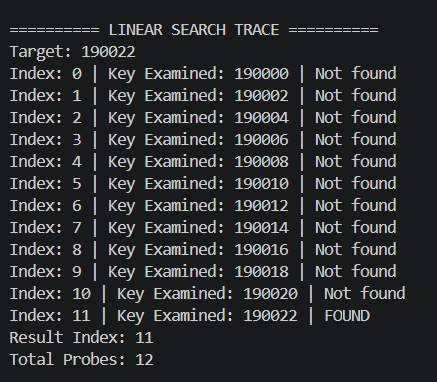 ========== LINEAR SEARCH TRACE ==========
Target: 190022
Index: 0 | Key Examined: 190000 | Not found
Index: 1 | Key Examined: 190002 | Not found
Index: 2 | Key Examined: 190004 | Not found
Index: 3 | Key Examined: 190006 | Not found
Index: 4 | Key Examined: 190008 | Not found
Index: 5 | Key Examined: 190010 | Not found
Index: 6 | Key Examined: 190012 | Not found
Index: 7 | Key Examined: 190014 | Not found
Index: 8 | Key Examined: 190016 | Not found
Index: 9 | Key Examined: 190018 | Not found
Index: 10 | Key Examined: 190020 | Not found
Index: 11 | Key Examined: 190022 | FOUND
Result Index: 11
Total Probes: 12